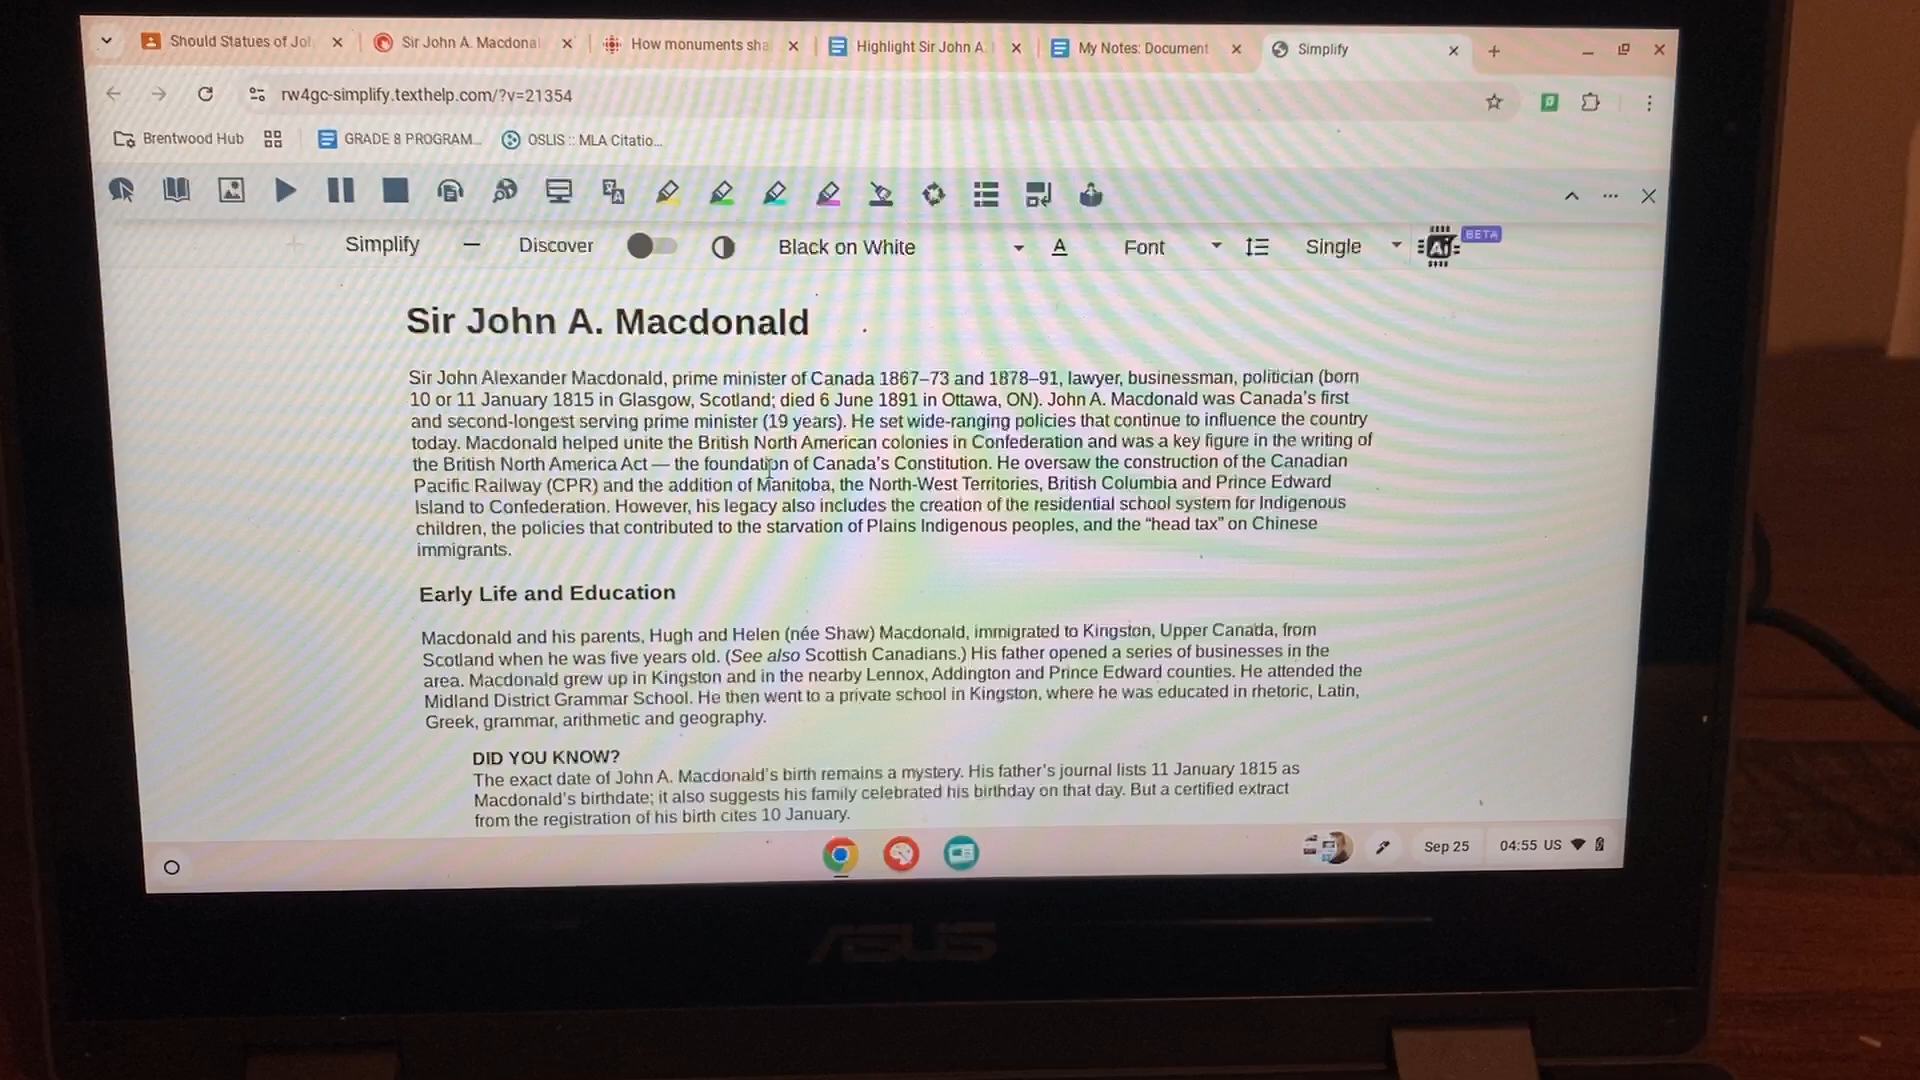 Should Statues of Jol
Sir John A. Macdonal
How monuments sha
Highlight Sir John A.
My Notes: Document
Simplify
rw4gc-simplify.texthelp.com/?v=21354
Brentwood Hub
GRADE 8 PROGRAM...
OSLIS :: MLA Citatio...
Simplify
Discover
Black on White
A
Font
Single
Ai
BETA
Sir John A. Macdonald
Sir John Alexander Macdonald, prime minister of Canada 1867–73 and 1878–91, lawyer, businessman, politician (born
10 or 11 January 1815 in Glasgow, Scotland; died 6 June 1891 in Ottawa, ON). John A. Macdonald was Canada's first
and second-longest serving prime minister (19 years). He set wide-ranging policies that continue to influence the country
today. Macdonald helped unite the British North American colonies in Confederation and was a key figure in the writing of
the British North America Act — the foundation of Canada's Constitution. He oversaw the construction of the Canadian
Pacific Railway (CPR) and the addition of Manitoba, the North-West Territories, British Columbia and Prince Edward
Island to Confederation. However, his legacy also includes the creation of the residential school system for Indigenous
children, the policies that contributed to the starvation of Plains Indigenous peoples, and the “head tax” on Chinese
immigrants.
Early Life and Education
Macdonald and his parents, Hugh and Helen (née Shaw) Macdonald, immigrated to Kingston, Upper Canada, from
Scotland when he was five years old. (See also Scottish Canadians.) His father opened a series of businesses in the
area. Macdonald grew up in Kingston and in the nearby Lennox, Addington and Prince Edward counties. He attended the
Midland District Grammar School. He then went to a private school in Kingston, where he was educated in rhetoric, Latin,
Greek, grammar, arithmetic and geography.
DID YOU KNOW?
The exact date of John A. Macdonald's birth remains a mystery. His father's journal lists 11 January 1815 as
Macdonald's birthdate; it also suggests his family celebrated his birthday on that day. But a certified extract
from the registration of his birth cites 10 January.
Sep 25
04:55 US
ASUS